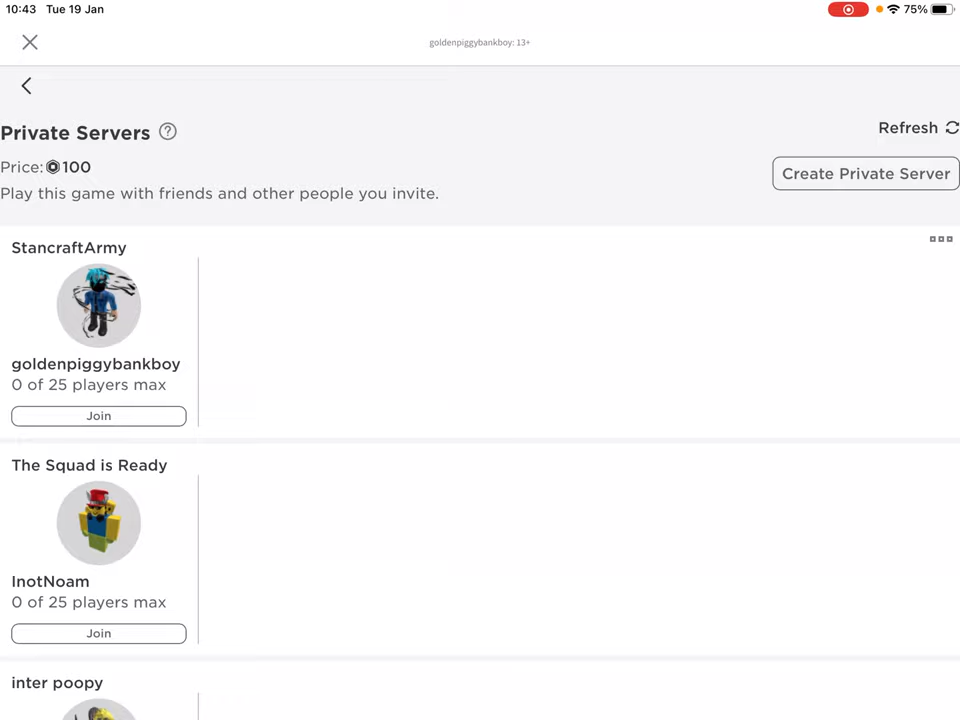 10:43 Tue 19 Jan
75%
goldenpiggybankboy: 13+
Private Servers
Refresh
Price: 100
Create Private Server
Play this game with friends and other people you invite.
StancraftArmy
goldenpiggybankboy
0 of 25 players max
Join
The Squad is Ready
InotNoam
0 of 25 players max
Join
inter poopy